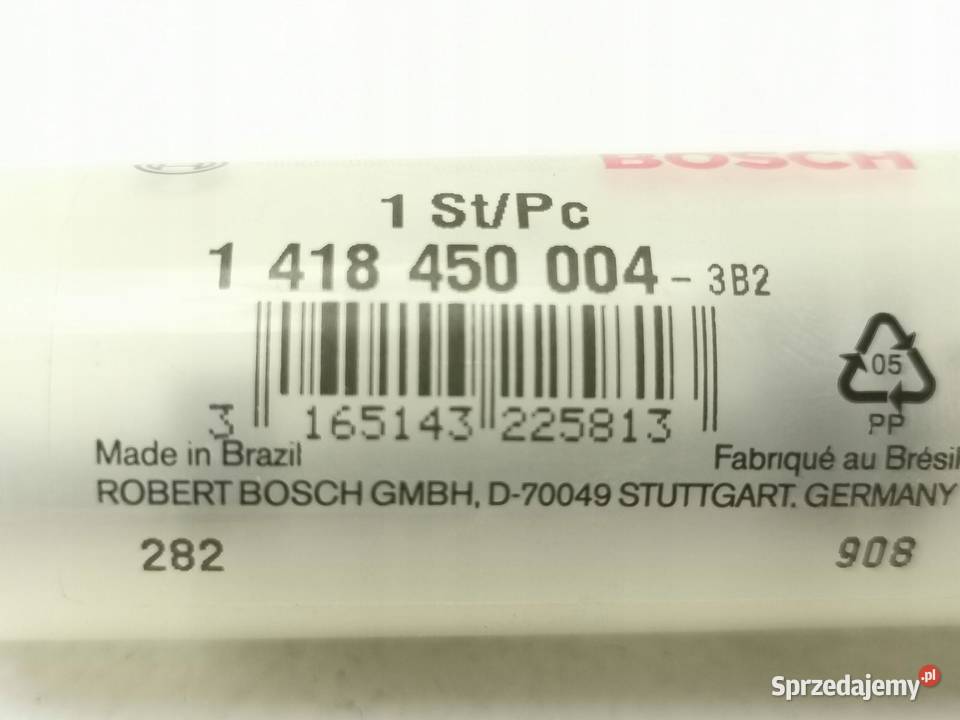 BOSCH
1 St/Pc
1 418 450 004 - 3B2
05
3 165143 225813
PP
Made in Brazil
Fabriqué au Brésil
ROBERT BOSCH GMBH, D-70049 STUTTGART, GERMANY
282
908
Sprzedajemy.pl